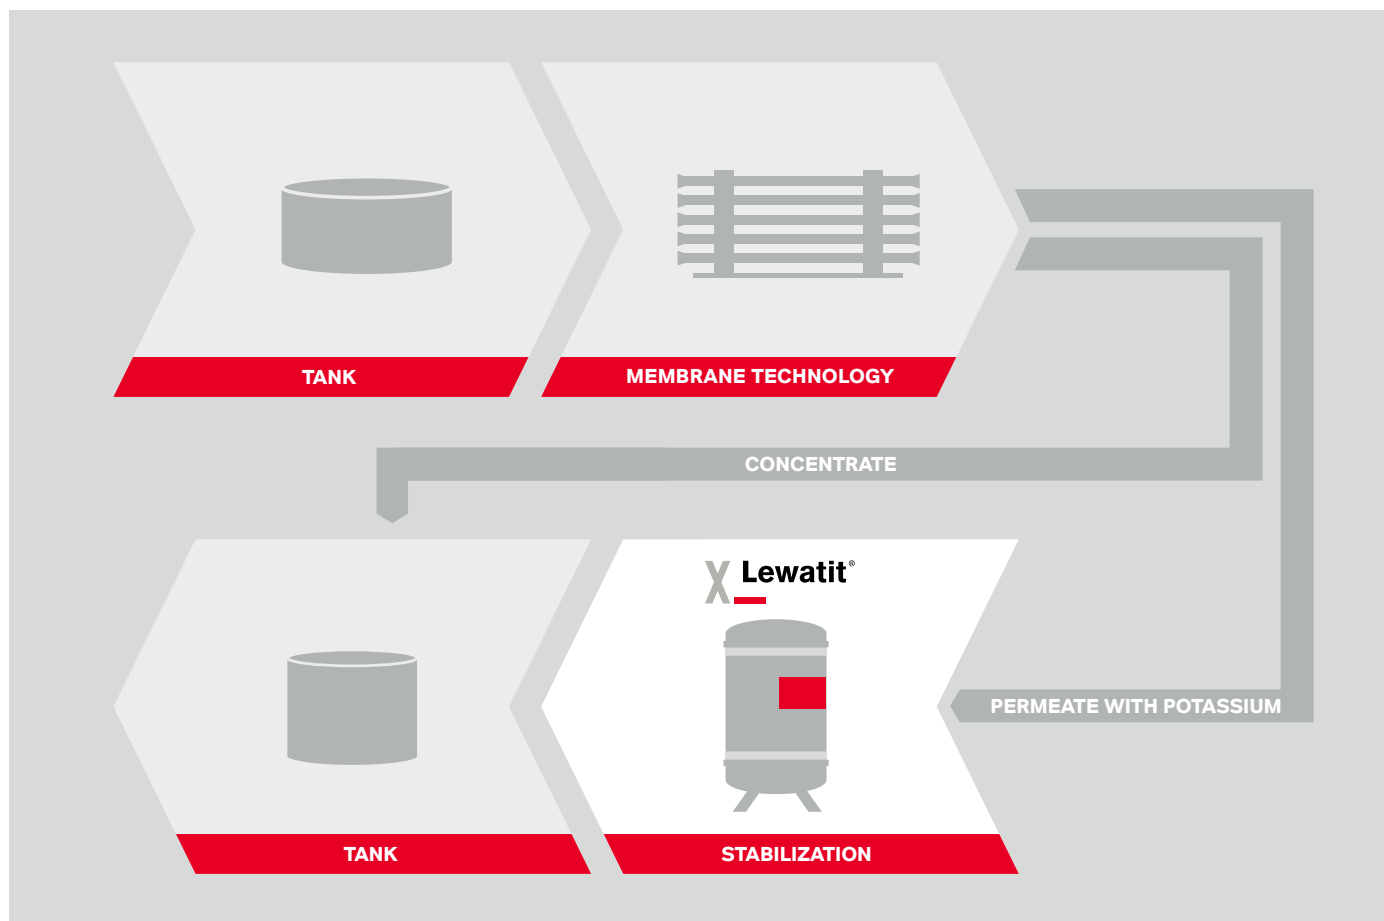 TANK
MEMBRANE TECHNOLOGY
CONCENTRATE
X Lewatit®
PERMEATE WITH POTASSIUM
TANK
STABILIZATION